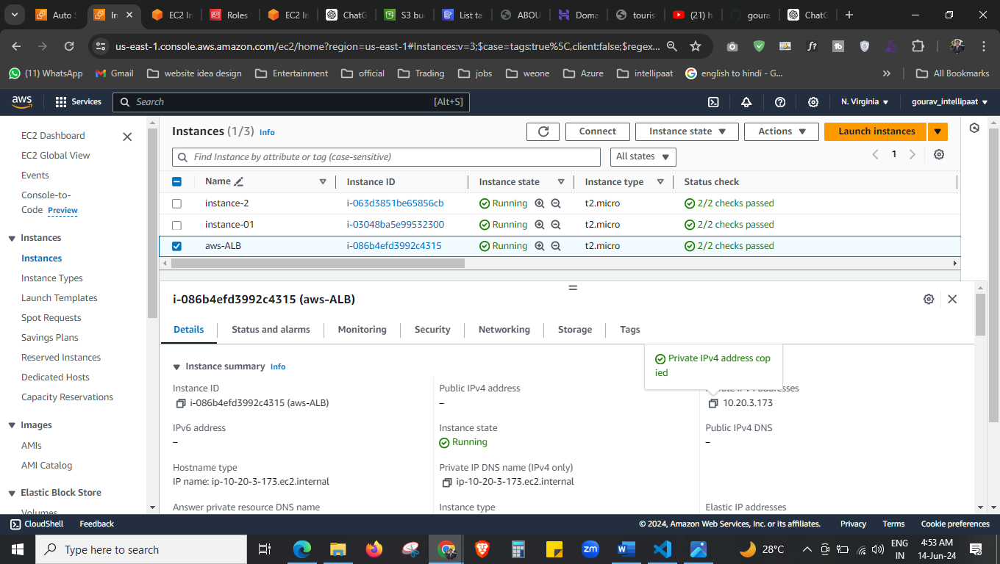 Auto S
In
EC2 In
Roles
EC2 In
ChatG
S3 bu
List ta
ABOU
Doma
touris
(21) h
goura
ChatG
us-east-1.console.aws.amazon.com/ec2/home?region=us-east-1#Instances:v=3;$case=tags:true%5C,client:false;$regex...
(11) WhatsApp
Gmail
website idea design
Entertainment
official
Trading
jobs
weone
Azure
intellipaat
english to hindi - G...
All Bookmarks
aws
Services
Search
[Alt+S]
N. Virginia
gourav_intellipaat
EC2 Dashboard
EC2 Global View
Events
Console-to-
Code Preview
Instances
Instances
Instance Types
Launch Templates
Spot Requests
Savings Plans
Reserved Instances
Dedicated Hosts
Capacity Reservations
Images
AMIs
AMI Catalog
Elastic Block Store
Volumes
Instances (1/3) Info
Connect
Instance state
Actions
Launch instances
Find Instance by attribute or tag (case-sensitive)
All states
1
Name Instance ID Instance state Instance type Status check
instance-2 i-063d3851be65856cb Running t2.micro 2/2 checks passed
instance-01 i-03048ba5e99532300 Running t2.micro 2/2 checks passed
aws-ALB i-086b4efd3992c4315 Running t2.micro 2/2 checks passed
i-086b4efd3992c4315 (aws-ALB)
Details Status and alarms Monitoring Security Networking Storage Tags
Private IPv4 address cop
ied
Instance summary Info
Instance ID
i-086b4efd3992c4315 (aws-ALB)
Public IPv4 address
–
addresses
10.20.3.173
IPv6 address
–
Instance state
Running
Public IPv4 DNS
–
Hostname type
IP name: ip-10-20-3-173.ec2.internal
Private IP DNS name (IPv4 only)
ip-10-20-3-173.ec2.internal
Answer private resource DNS name
Instance type
Elastic IP addresses
CloudShell
Feedback
© 2024, Amazon Web Services, Inc. or its affiliates.
Privacy
Terms
Cookie preferences
Type here to search
zm
28°C
ENG
IN
4:53 AM
14-Jun-24